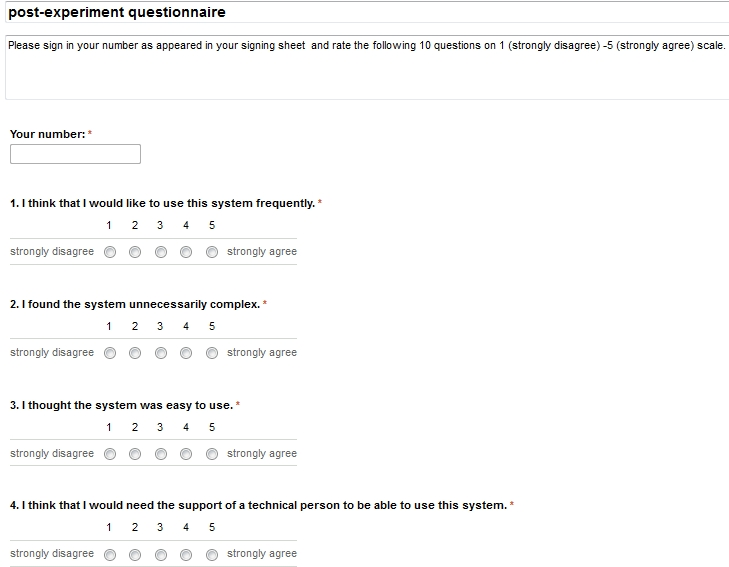 post-experiment questionnaire
Please sign in your number as appeared in your signing sheet and rate the following 10 questions on 1 (strongly disagree) -5 (strongly agree) scale.
Your number: *
1. I think that I would like to use this system frequently. *
1 2 3 4 5
strongly disagree strongly agree
2. I found the system unnecessarily complex. *
1 2 3 4 5
strongly disagree strongly agree
3. I thought the system was easy to use. *
1 2 3 4 5
strongly disagree strongly agree
4. I think that I would need the support of a technical person to be able to use this system. *
1 2 3 4 5
strongly disagree strongly agree